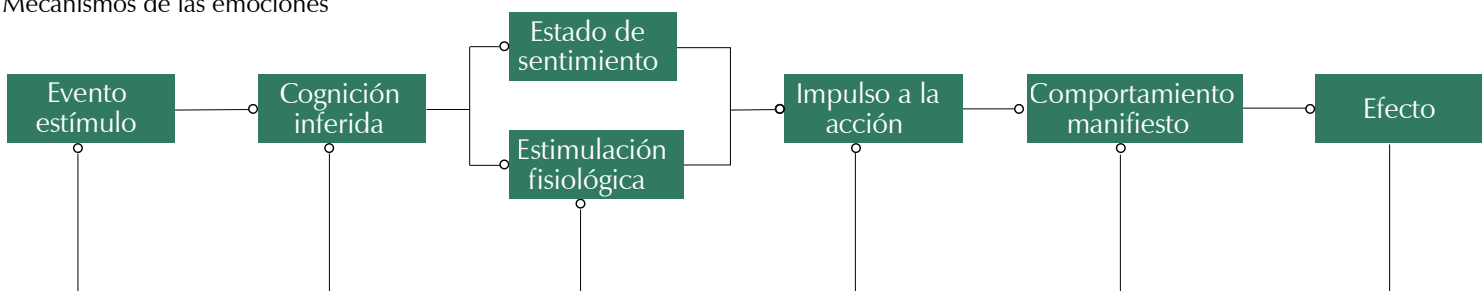 Mecanismos de las emociones
Evento
estímulo
Cognición
inferida
Estado de
sentimiento
Estimulación
fisiológica
Impulso a la
acción
Comportamiento
manifiesto
Efecto